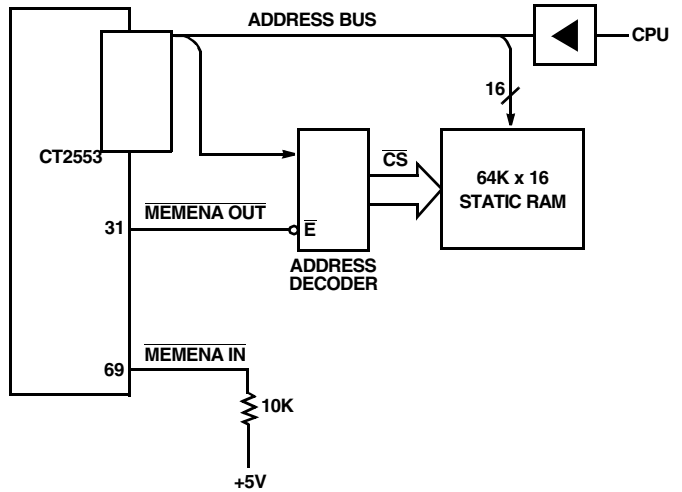 ADDRESS BUS
CPU
16
CT2553
CS
64K x 16
STATIC RAM
MEMENA OUT
31
E
ADDRESS
DECODER
MEMENA IN
69
10K
+5V